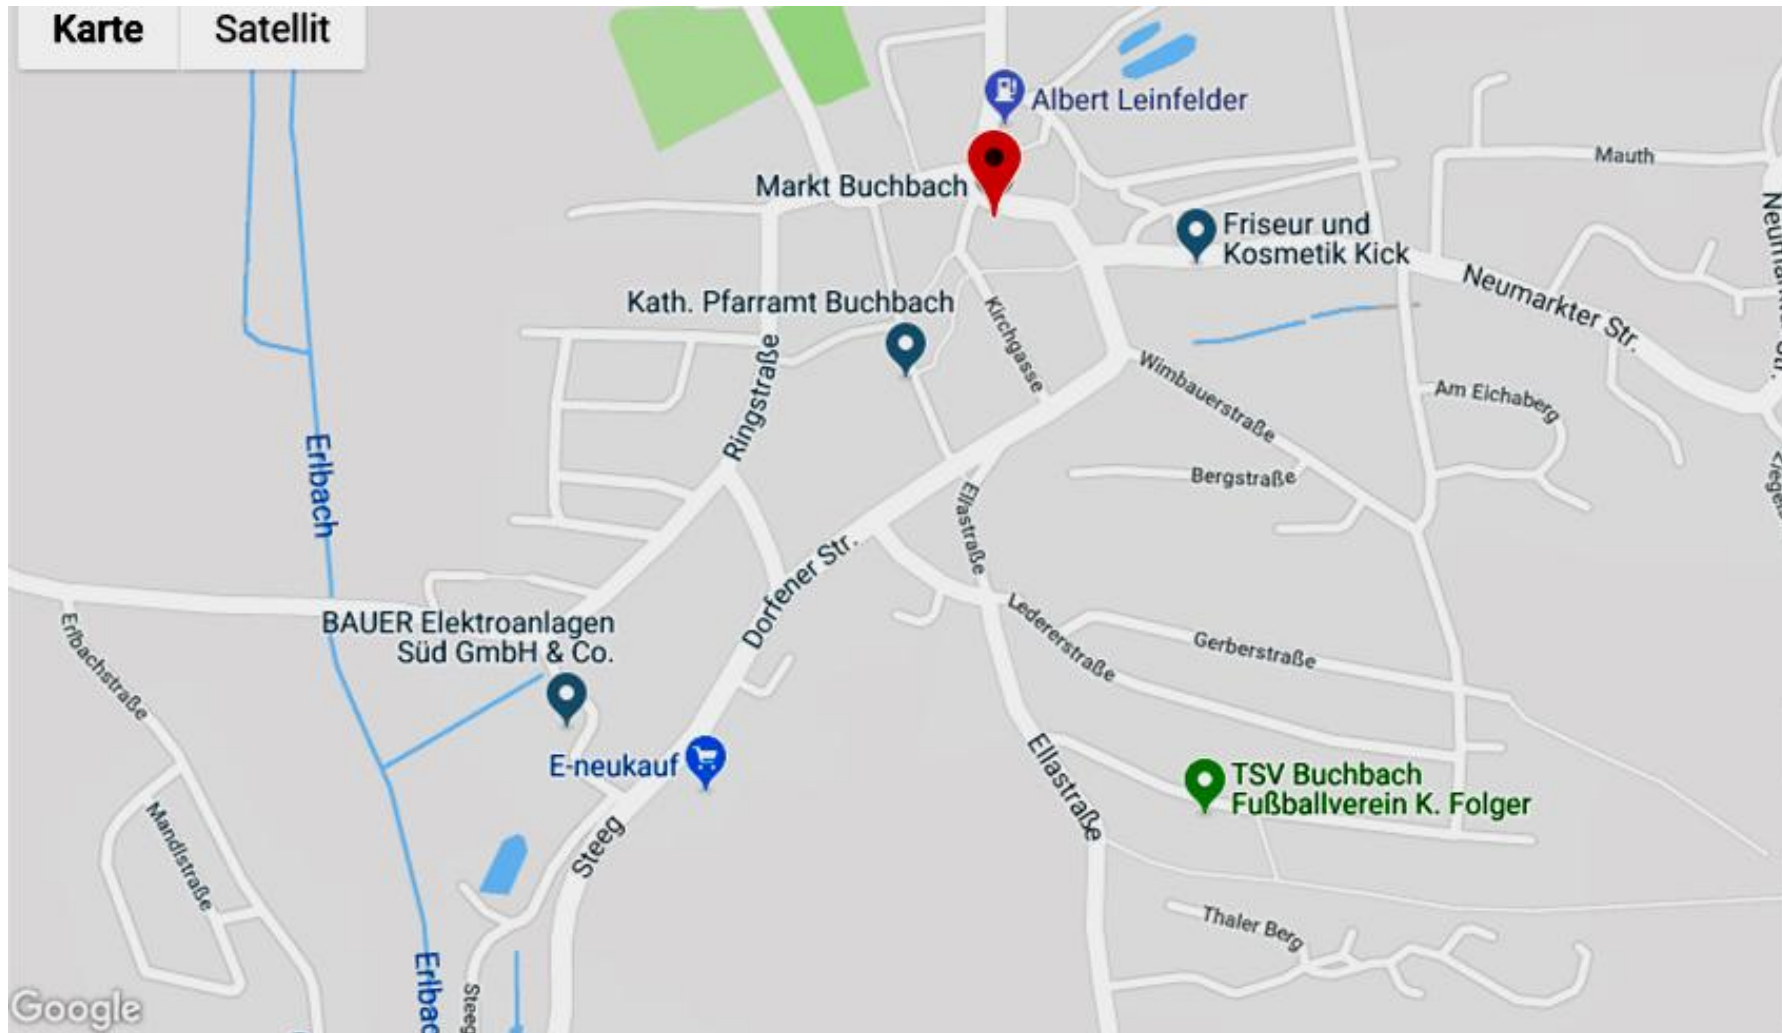 Karte
Satellit
Albert Leinfelder
Mauth
Markt Buchbach
Friseur und
Kosmetik Kick
Neumarkter Str.
Kath. Pfarramt Buchbach
Kirchgasse
Ringstraße
Wimbauerstraße
Am Eichaberg
Erlbach
Bergstraße
Ellastraße
Dorfener Str.
BAUER Elektroanlagen
Süd GmbH & Co.
Ledererstraße
Gerberstraße
Erlbachstraße
E-neukauf
Ellastraße
TSV Buchbach
Fußballverein K. Folger
Mandlstraße
Steeg
Thaler Berg
Steeg
Google